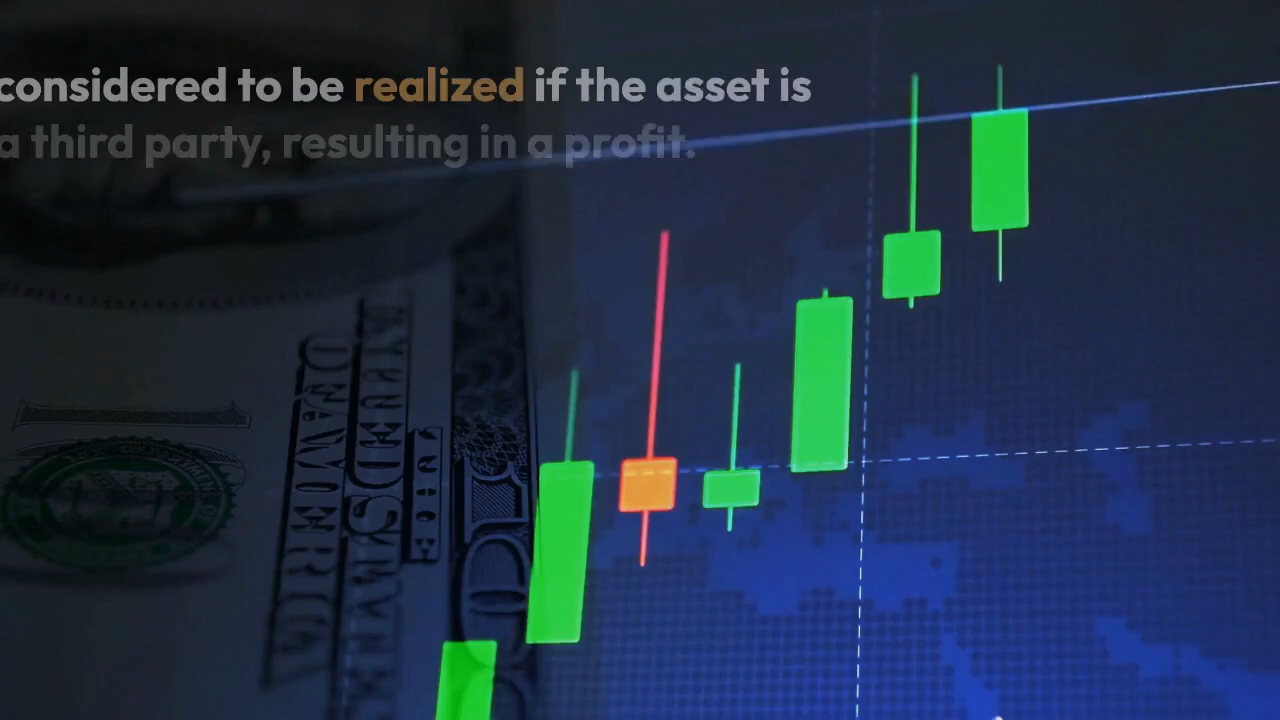 considered to be realized if the asset is
a third party, resulting in a profit.